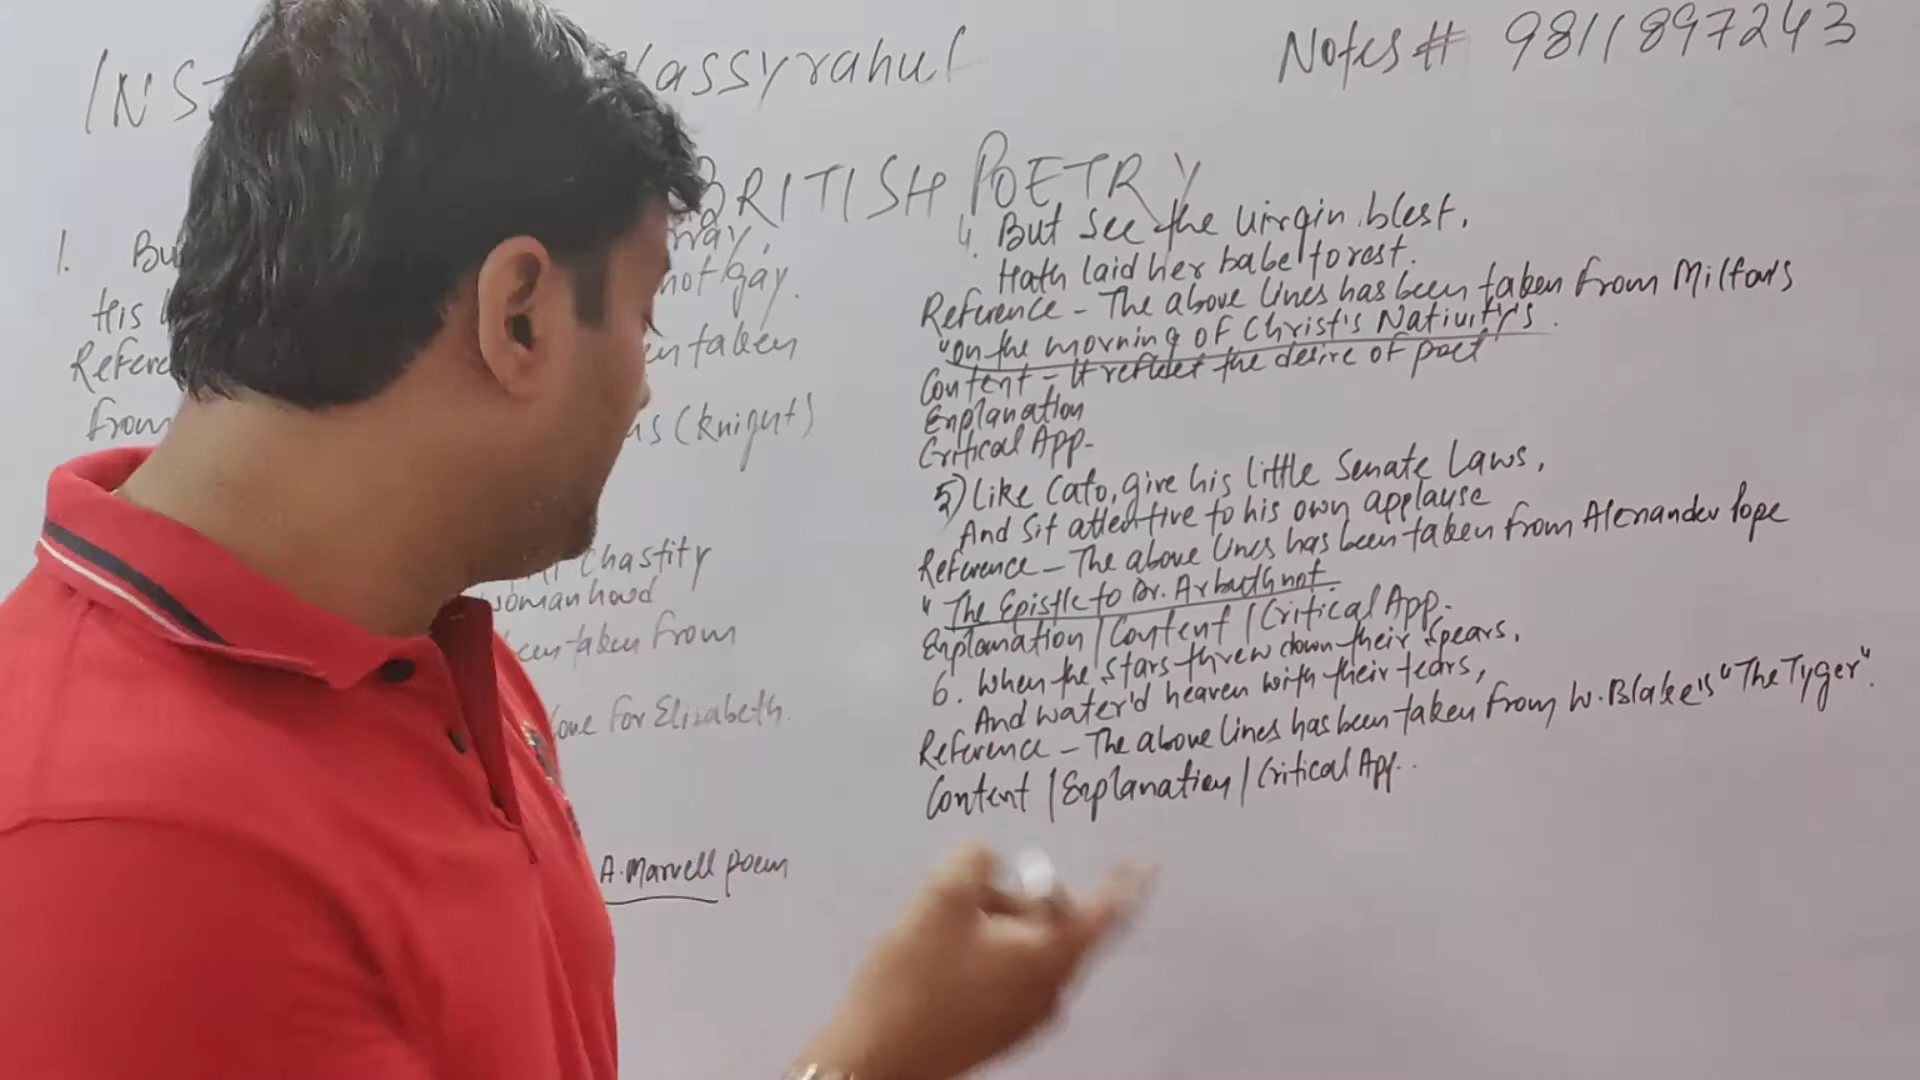 INS lassyrahul
Notes# 9811897243
BRITISH POETRY
1. Bu
His
not gay.
Refere en taken
from us (Knight)
Chastity
womanhood
een taken from
Love for Elizabeth.
A. Marvell poem
4. But see the virgin blest,
Hath laid her babe to rest.
Reference - The above lines has been taken from Milton's
"on the morning of Christ's Nativity's.
Content - It reflect the desire of poet
Explanation
Critical App-
5) Like Cato, give his little Senate Laws,
And Sit attentive to his own applause
Reference - The above lines has been taken from Alexander Pope
" The Epistle to Dr. Arbuthnot.
Explanation | Content | Critical App.
6. When the stars threw down their spears,
And water'd heaven with their tears,
Reference - The above lines has been taken from W. Blake's "The Tyger".
Content | Explanation | Critical App..